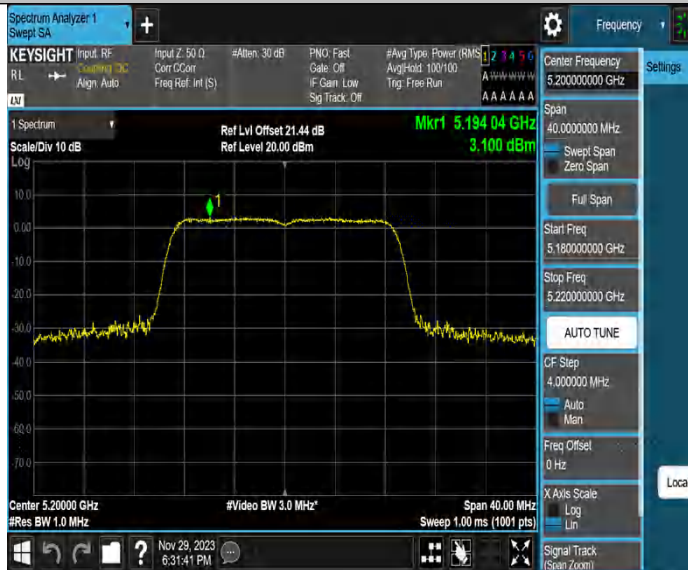 Spectrum Analyzer 1
Swept SA
Frequency
KEYSIGHT
Input: RF
Coupling: DC
Align: Auto
RL
LXI
Input Z: 50 Ω
Corr CCorr
Freq Ref: Int (S)
#Atten: 30 dB
PNO: Fast
Gate: Off
IF Gain: Low
Sig Track: Off
#Avg Type: Power (RMS
Avg|Hold: 100/100
Trig: Free Run
1 2 3 4 5 6
A W W W W W
A A A A A A
1 Spectrum
Scale/Div 10 dB
Log
Ref Lvl Offset 21.44 dB
Ref Level 20.00 dBm
Mkr1 5.194 04 GHz
3.100 dBm
1
10.0
0.00
-10.0
-20.0
-30.0
-40.0
-50.0
-60.0
-70.0
Center 5.20000 GHz
#Res BW 1.0 MHz
#Video BW 3.0 MHz*
Span 40.00 MHz
Sweep 1.00 ms (1001 pts)
Nov 29, 2023
6:31:41 PM
Center Frequency
5.200000000 GHz
Span
40.0000000 MHz
Swept Span
Zero Span
Full Span
Start Freq
5.180000000 GHz
Stop Freq
5.220000000 GHz
AUTO TUNE
CF Step
4.000000 MHz
Auto
Man
Freq Offset
0 Hz
X Axis Scale
Log
Lin
Signal Track
(Span Zoom)
Settings
Loca